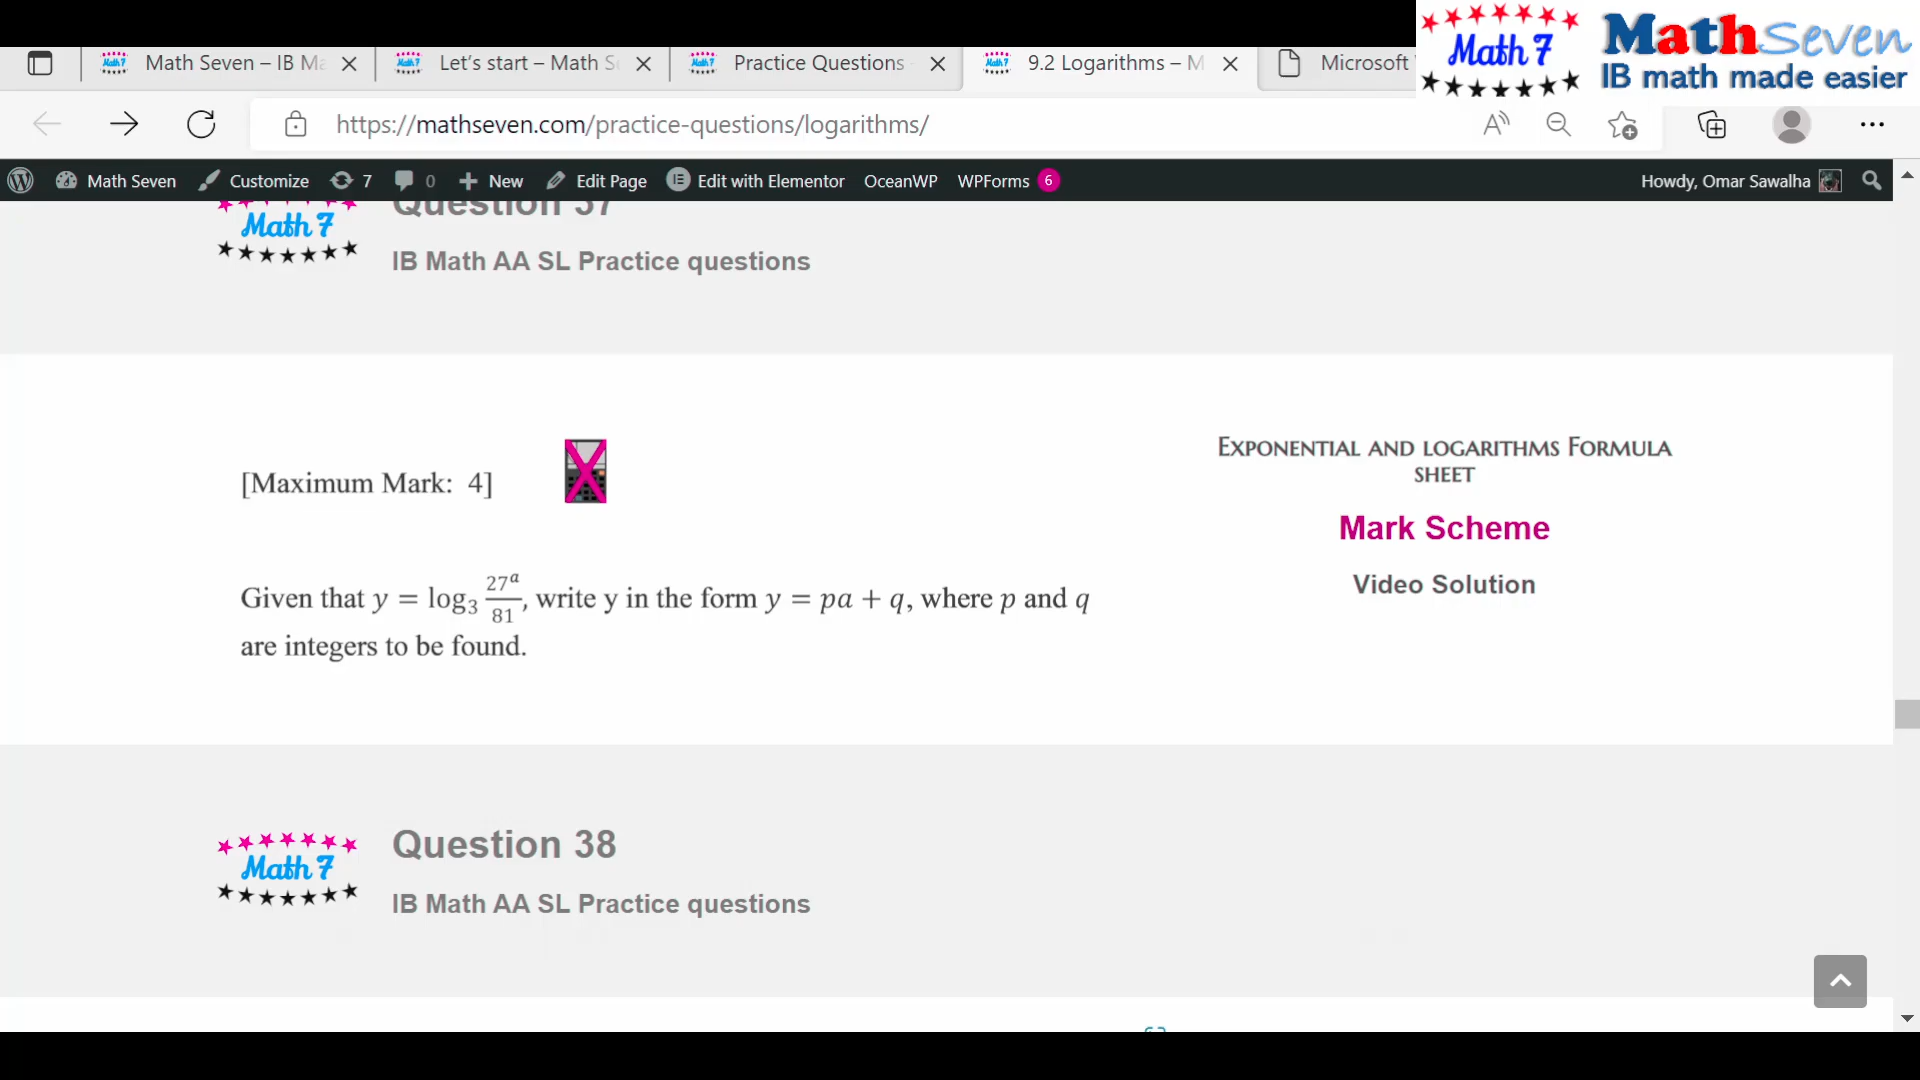 Math 7
MathSeven
IB math made easier
Math Seven – IB Ma
Let's start – Math S
Practice Questions
9.2 Logarithms – M
Microsoft
https://mathseven.com/practice-questions/logarithms/
Math Seven Customize 7 0 New Edit Page Edit with Elementor OceanWP WPForms 6 Howdy, Omar Sawalha
Math 7
Question 37
IB Math AA SL Practice questions
[Maximum Mark: 4]
EXPONENTIAL AND LOGARITHMS FORMULA
SHEET
Mark Scheme
Video Solution
Given that y = log₃ 27ᵃ/81, write y in the form y = pa + q, where p and q
are integers to be found.
Math 7
Question 38
IB Math AA SL Practice questions